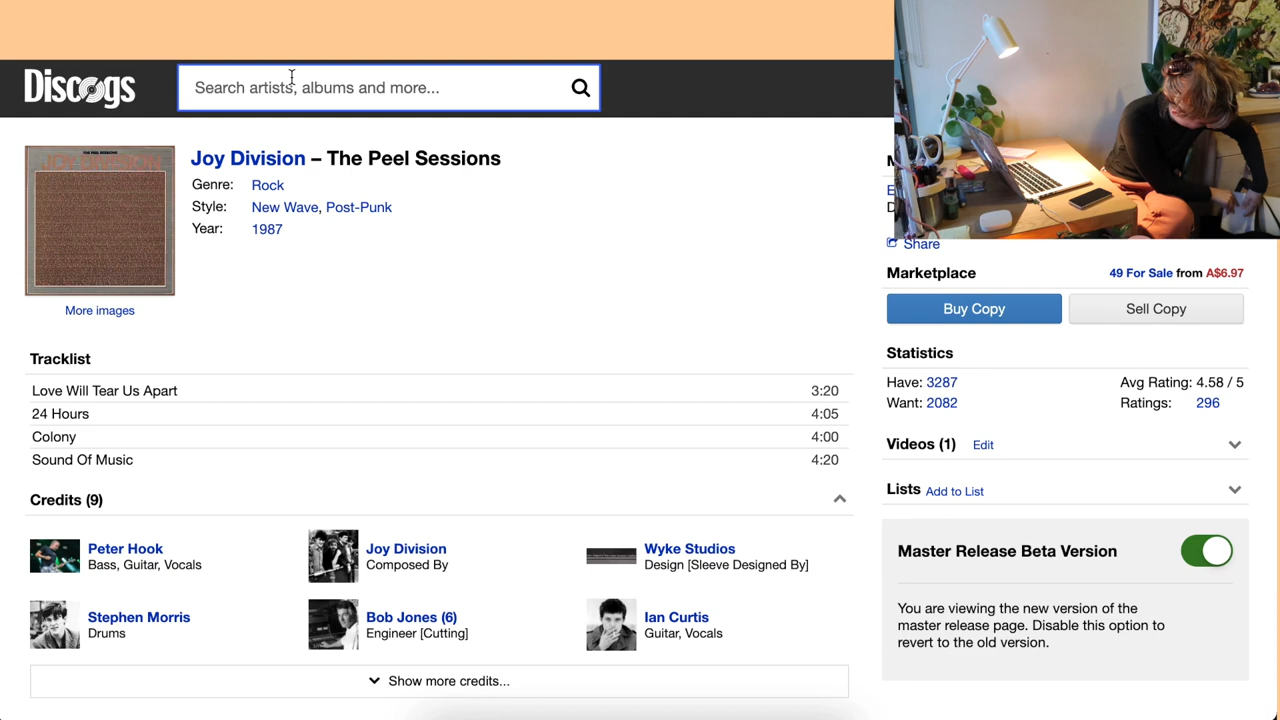 Discogs
Search artists, albums and more...
THE PEEL SESSIONS
JOY DIVISION
More images
Joy Division – The Peel Sessions
Genre: Rock
Style: New Wave, Post-Punk
Year: 1987
Tracklist
Love Will Tear Us Apart 3:20
24 Hours 4:05
Colony 4:00
Sound Of Music 4:20
Credits (9)
Peter Hook
Bass, Guitar, Vocals
Joy Division
Composed By
Wyke Studios
Design [Sleeve Designed By]
Stephen Morris
Drums
Bob Jones (6)
Engineer [Cutting]
Ian Curtis
Guitar, Vocals
Show more credits...
Share
Marketplace 49 For Sale from A$6.97
Buy Copy Sell Copy
Statistics
Have: 3287 Avg Rating: 4.58 / 5
Want: 2082 Ratings: 296
Videos (1) Edit
Lists Add to List
Master Release Beta Version
You are viewing the new version of the
master release page. Disable this option to
revert to the old version.